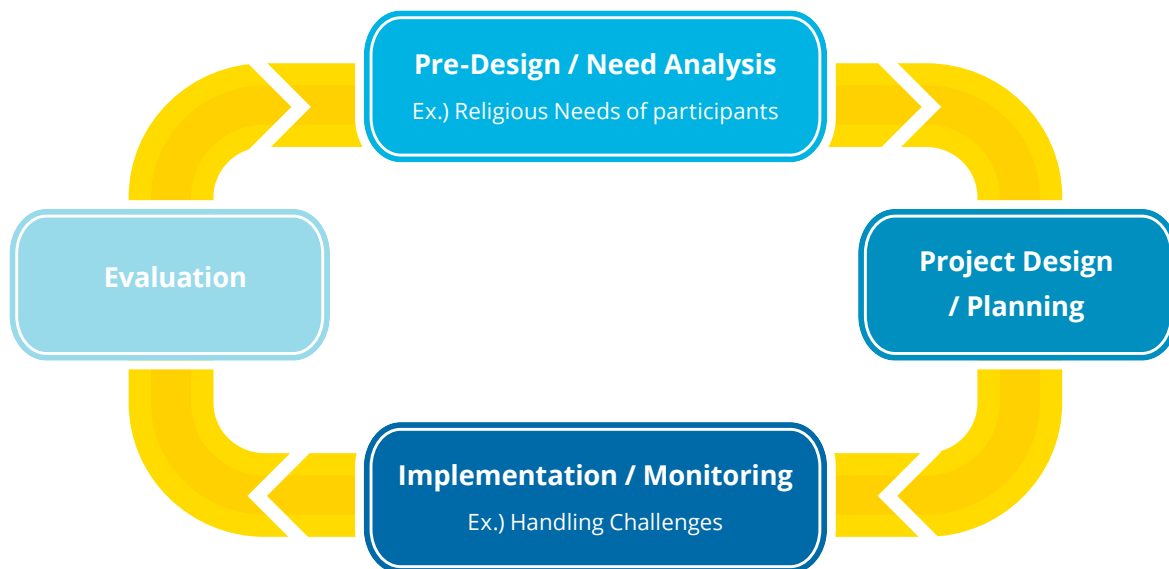 Pre-Design / Need Analysis
Ex.) Religious Needs of participants
Evaluation
Project Design
/ Planning
Implementation / Monitoring
Ex.) Handling Challenges